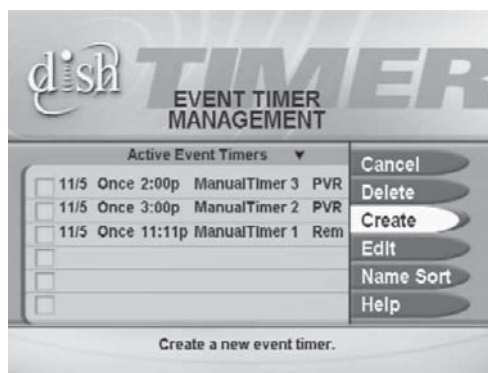 dish
TIMER
EVENT TIMER
MANAGEMENT
Active Event Timers
11/5 Once 2:00p ManualTimer 3 PVR
11/5 Once 3:00p ManualTimer 2 PVR
11/5 Once 11:11p ManualTimer 1 Rem
Cancel
Delete
Create
Edit
Name Sort
Help
Create a new event timer.